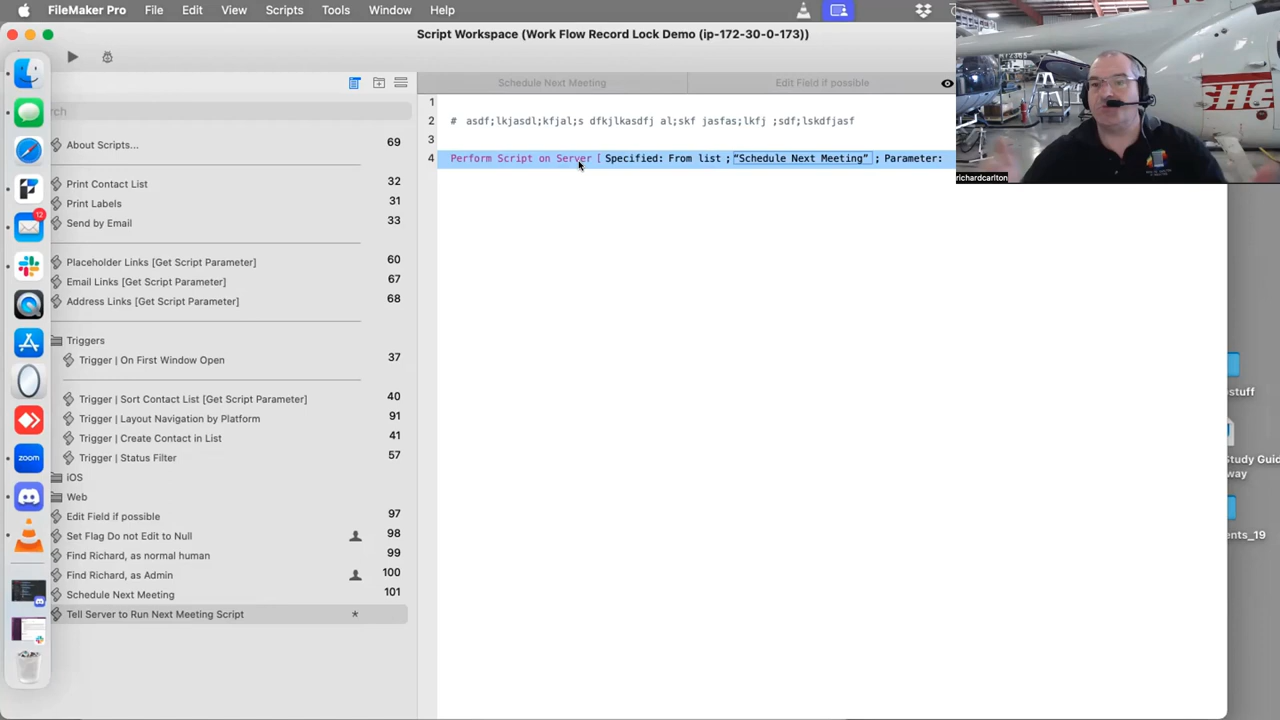 FileMaker Pro File Edit View Scripts Tools Window Help
Script Workspace (Work Flow Record Lock Demo (ip-172-30-0-173))
Schedule Next Meeting Edit Field if possible
rch
1
2 # asdf;lkjasdl;kfjal;s dfkjlkasdfj al;skf jasfas;lkfj ;sdf;lskdfjasf
3
4 Perform Script on Server [ Specified: From list ; “Schedule Next Meeting” ; Parameter:
About Scripts... 69
Print Contact List 32
Print Labels 31
Send by Email 33
Placeholder Links [Get Script Parameter] 60
Email Links [Get Script Parameter] 67
Address Links [Get Script Parameter] 68
Triggers
Trigger | On First Window Open 37
Trigger | Sort Contact List [Get Script Parameter] 40
Trigger | Layout Navigation by Platform 91
Trigger | Create Contact in List 41
Trigger | Status Filter 57
iOS
Web
Edit Field if possible 97
Set Flag Do not Edit to Null 98
Find Richard, as normal human 99
Find Richard, as Admin 100
Schedule Next Meeting 101
Tell Server to Run Next Meeting Script *
12
zoom
richardcarlton
stuff
Study Guid
way
ents_19